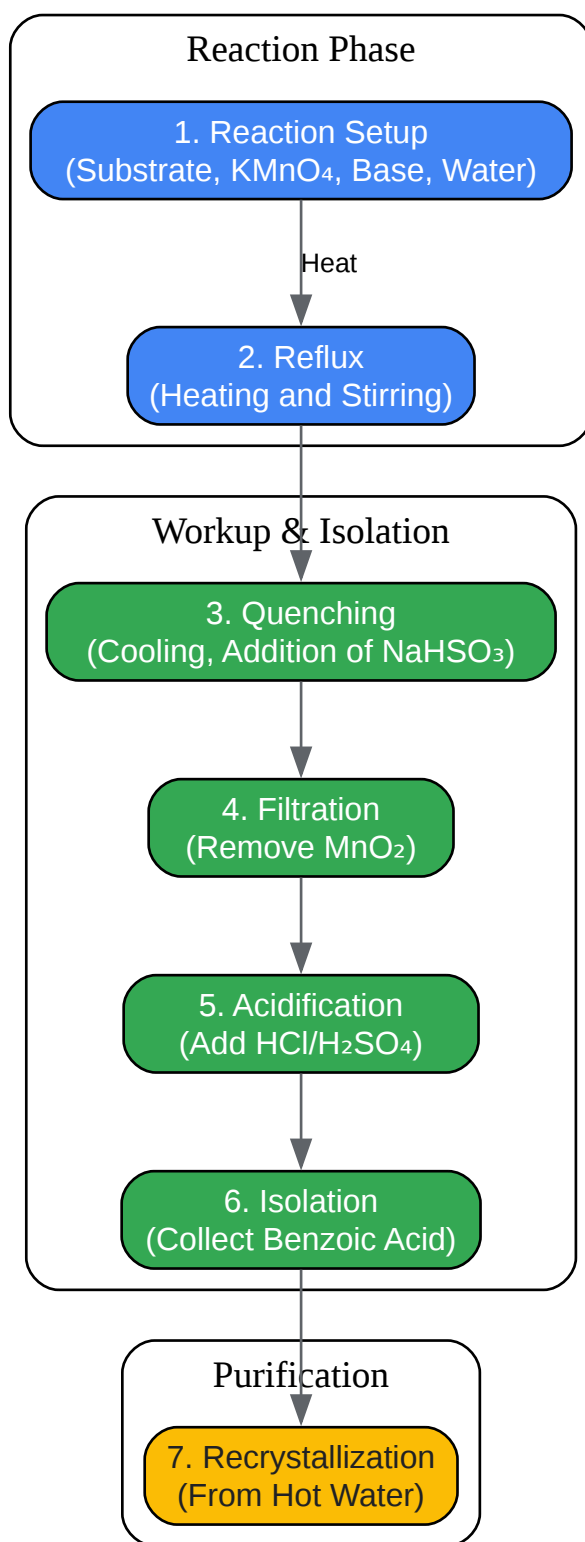 Reaction Phase
1. Reaction Setup
(Substrate, KMnO₄, Base, Water)
Heat
2. Reflux
(Heating and Stirring)
Workup & Isolation
3. Quenching
(Cooling, Addition of NaHSO₃)
4. Filtration
(Remove MnO₂)
5. Acidification
(Add HCl/H₂SO₄)
6. Isolation
(Collect Benzoic Acid)
Purification
7. Recrystallization
(From Hot Water)